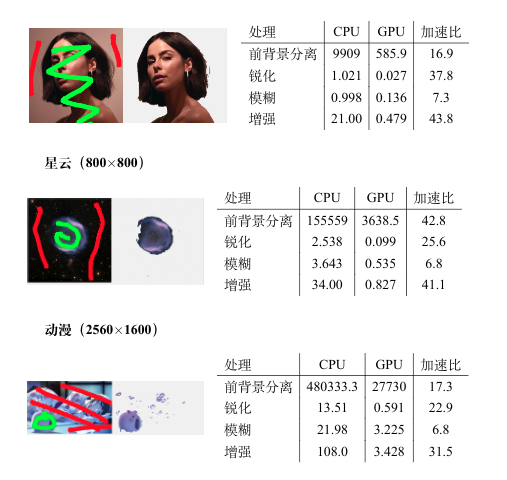 处理 CPU GPU 加速比
前背景分离 9909 585.9 16.9
锐化 1.021 0.027 37.8
模糊 0.998 0.136 7.3
增强 21.00 0.479 43.8
星云（800×800）
处理 CPU GPU 加速比
前背景分离 155559 3638.5 42.8
锐化 2.538 0.099 25.6
模糊 3.643 0.535 6.8
增强 34.00 0.827 41.1
动漫（2560×1600）
处理 CPU GPU 加速比
前背景分离 480333.3 27730 17.3
锐化 13.51 0.591 22.9
模糊 21.98 3.225 6.8
增强 108.0 3.428 31.5